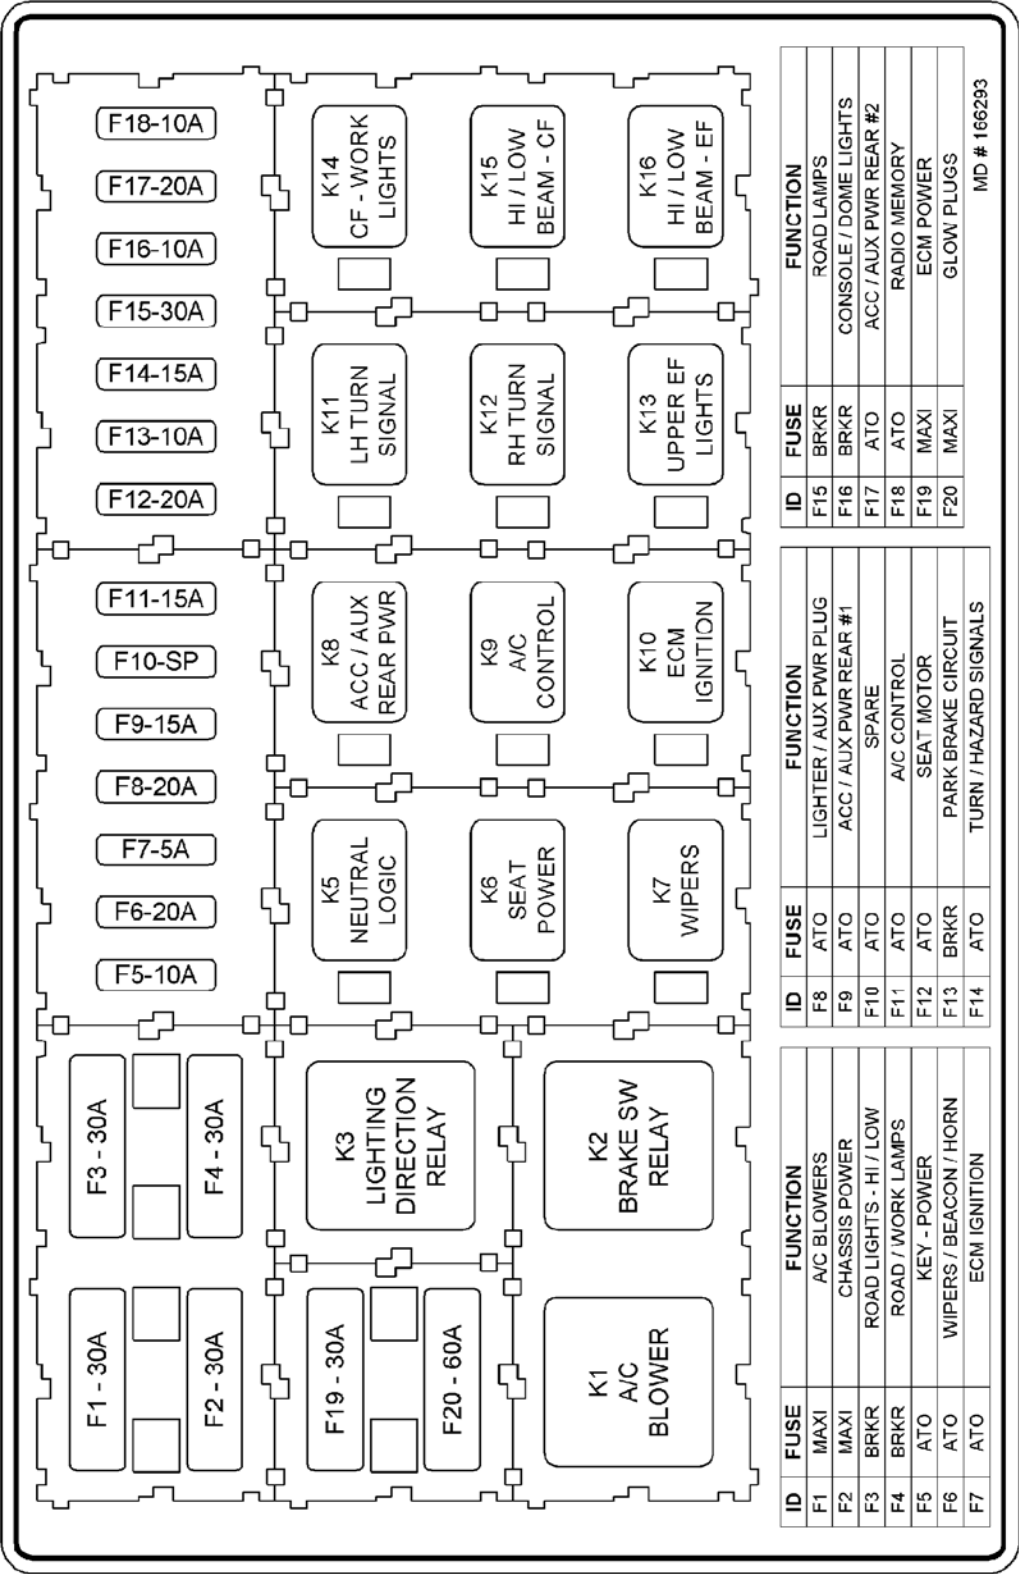 F1 - 30A
F3 - 30A
F2 - 30A
F4 - 30A
F5-10A
F6-20A
F7-5A
F8-20A
F9-15A
F10-SP
F11-15A
F12-20A
F13-10A
F14-15A
F15-30A
F16-10A
F17-20A
F18-10A
F19 - 30A
F20 - 60A
K3
LIGHTING
DIRECTION
RELAY
K1
A/C
BLOWER
K2
BRAKE SW
RELAY
K5
NEUTRAL
LOGIC
K8
ACC / AUX
REAR PWR
K11
LH TURN
SIGNAL
K14
CF - WORK
LIGHTS
K6
SEAT
POWER
K9
A/C
CONTROL
K12
RH TURN
SIGNAL
K15
HI / LOW
BEAM - CF
K7
WIPERS
K10
ECM
IGNITION
K13
UPPER EF
LIGHTS
K16
HI / LOW
BEAM - EF
ID FUSE FUNCTION
F1 MAXI A/C BLOWERS
F2 MAXI CHASSIS POWER
F3 BRKR ROAD LIGHTS - HI / LOW
F4 BRKR ROAD / WORK LAMPS
F5 ATO KEY - POWER
F6 ATO WIPERS / BEACON / HORN
F7 ATO ECM IGNITION
ID FUSE FUNCTION
F8 ATO LIGHTER / AUX PWR PLUG
F9 ATO ACC / AUX PWR REAR #1
F10 ATO SPARE
F11 ATO A/C CONTROL
F12 ATO SEAT MOTOR
F13 BRKR PARK BRAKE CIRCUIT
F14 ATO TURN / HAZARD SIGNALS
ID FUSE FUNCTION
F15 BRKR ROAD LAMPS
F16 BRKR CONSOLE / DOME LIGHTS
F17 ATO ACC / AUX PWR REAR #2
F18 ATO RADIO MEMORY
F19 MAXI ECM POWER
F20 MAXI GLOW PLUGS
MD # 166293